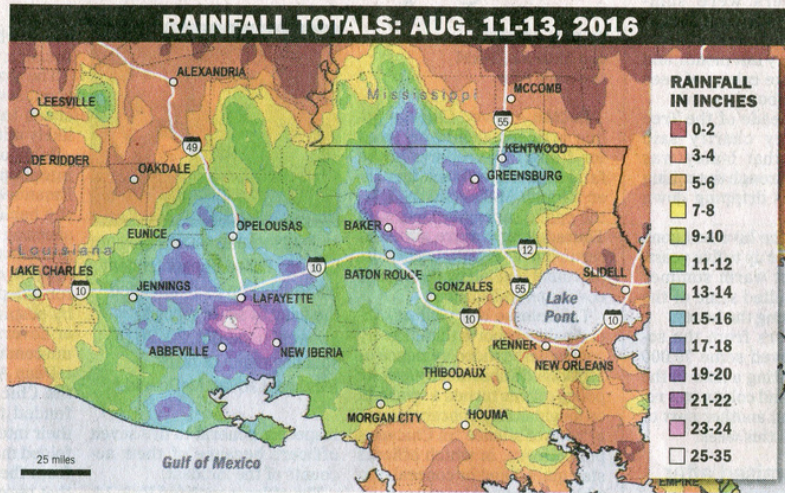 RAINFALL TOTALS: AUG. 11-13, 2016
RAINFALL
IN INCHES
0-2
3-4
5-6
7-8
9-10
11-12
13-14
15-16
17-18
19-20
21-22
23-24
25-35
ALEXANDRIA
Mississippi
MCCOMB
LEESVILLE
55
49
KENTWOOD
DE RIDDER
OAKDALE
GREENSBURG
BAKER
OPELOUSAS
EUNICE
Louisiana
12
LAKE CHARLES
10
BATON ROUGE
SLIDELL
JENNINGS
10
LAFAYETTE
GONZALES
55
Lake
Pont.
10
10
ABBEVILLE
NEW IBERIA
KENNER
NEW ORLEANS
THIBODAUX
MORGAN CITY
HOUMA
25 miles
Gulf of Mexico
EMPIRE